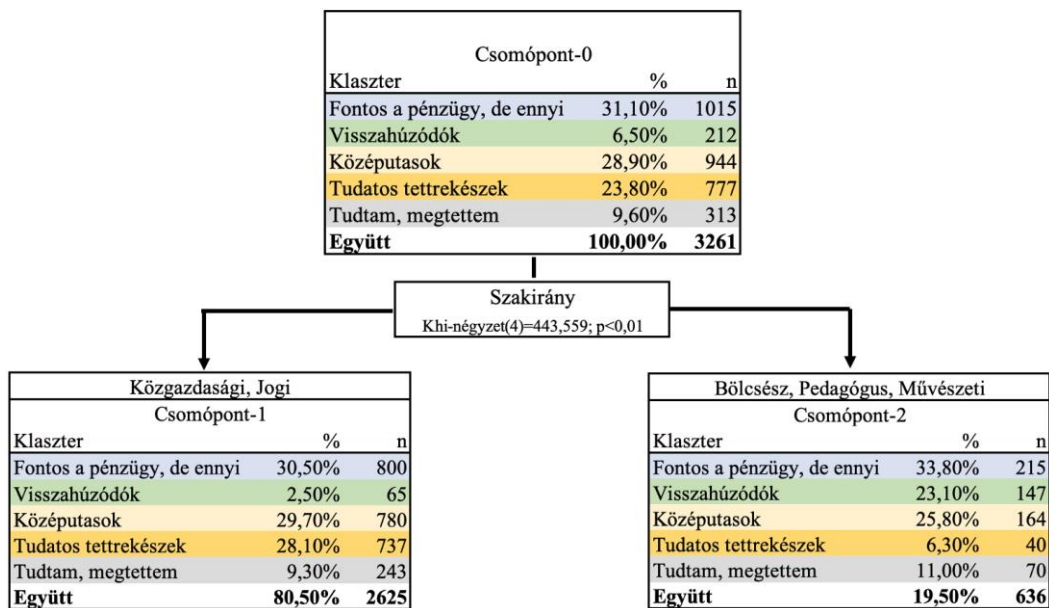 Csomópont-0
Klaszter % n
Fontos a pénzügy, de ennyi 31,10% 1015
Visszahúzódók 6,50% 212
Középutasok 28,90% 944
Tudatos tettrekészek 23,80% 777
Tudtam, megtettem 9,60% 313
Együtt 100,00% 3261
Szakirány
Khi-négyzet(4)=443,559; p<0,01
Közgazdasági, Jogi
Csomópont-1
Klaszter % n
Fontos a pénzügy, de ennyi 30,50% 800
Visszahúzódók 2,50% 65
Középutasok 29,70% 780
Tudatos tettrekészek 28,10% 737
Tudtam, megtettem 9,30% 243
Együtt 80,50% 2625
Bölcsész, Pedagógus, Művészeti
Csomópont-2
Klaszter % n
Fontos a pénzügy, de ennyi 33,80% 215
Visszahúzódók 23,10% 147
Középutasok 25,80% 164
Tudatos tettrekészek 6,30% 40
Tudtam, megtettem 11,00% 70
Együtt 19,50% 636